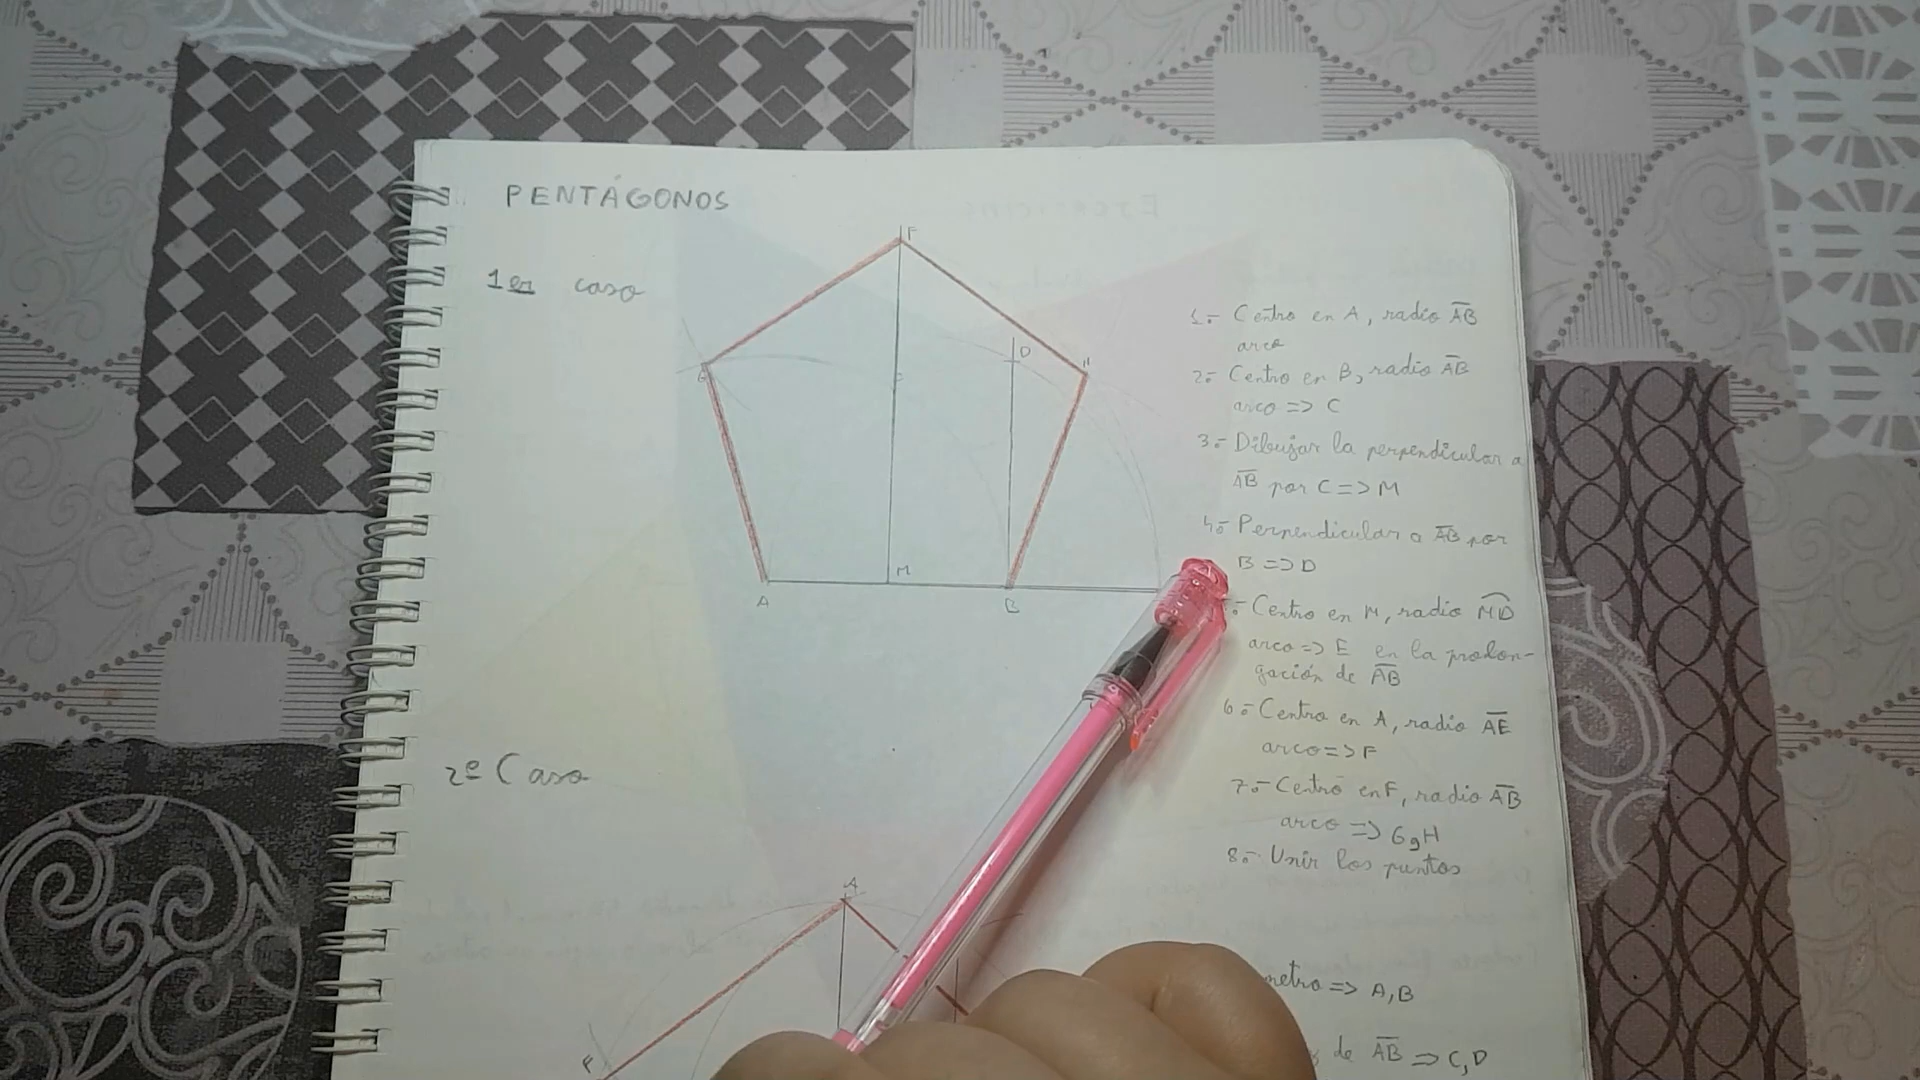 PENTÁGONOS
1er caso
F
G
C
D
H
M
A
B
1.- Centro en A, radio AB
arco
2.- Centro en B, radio AB
arco => C
3.- Dibujar la perpendicular a
AB por C => M
4.- Perpendicular a AB por
B => D
Centro en M, radio MD
arco => E en la prolon-
gación de AB
6.- Centro en A, radio AE
arco => F
7.- Centro en F, radio AB
arco => G y H
8.- Unir los puntos
2º Caso
A
F
metro => A, B
de AB => C, D